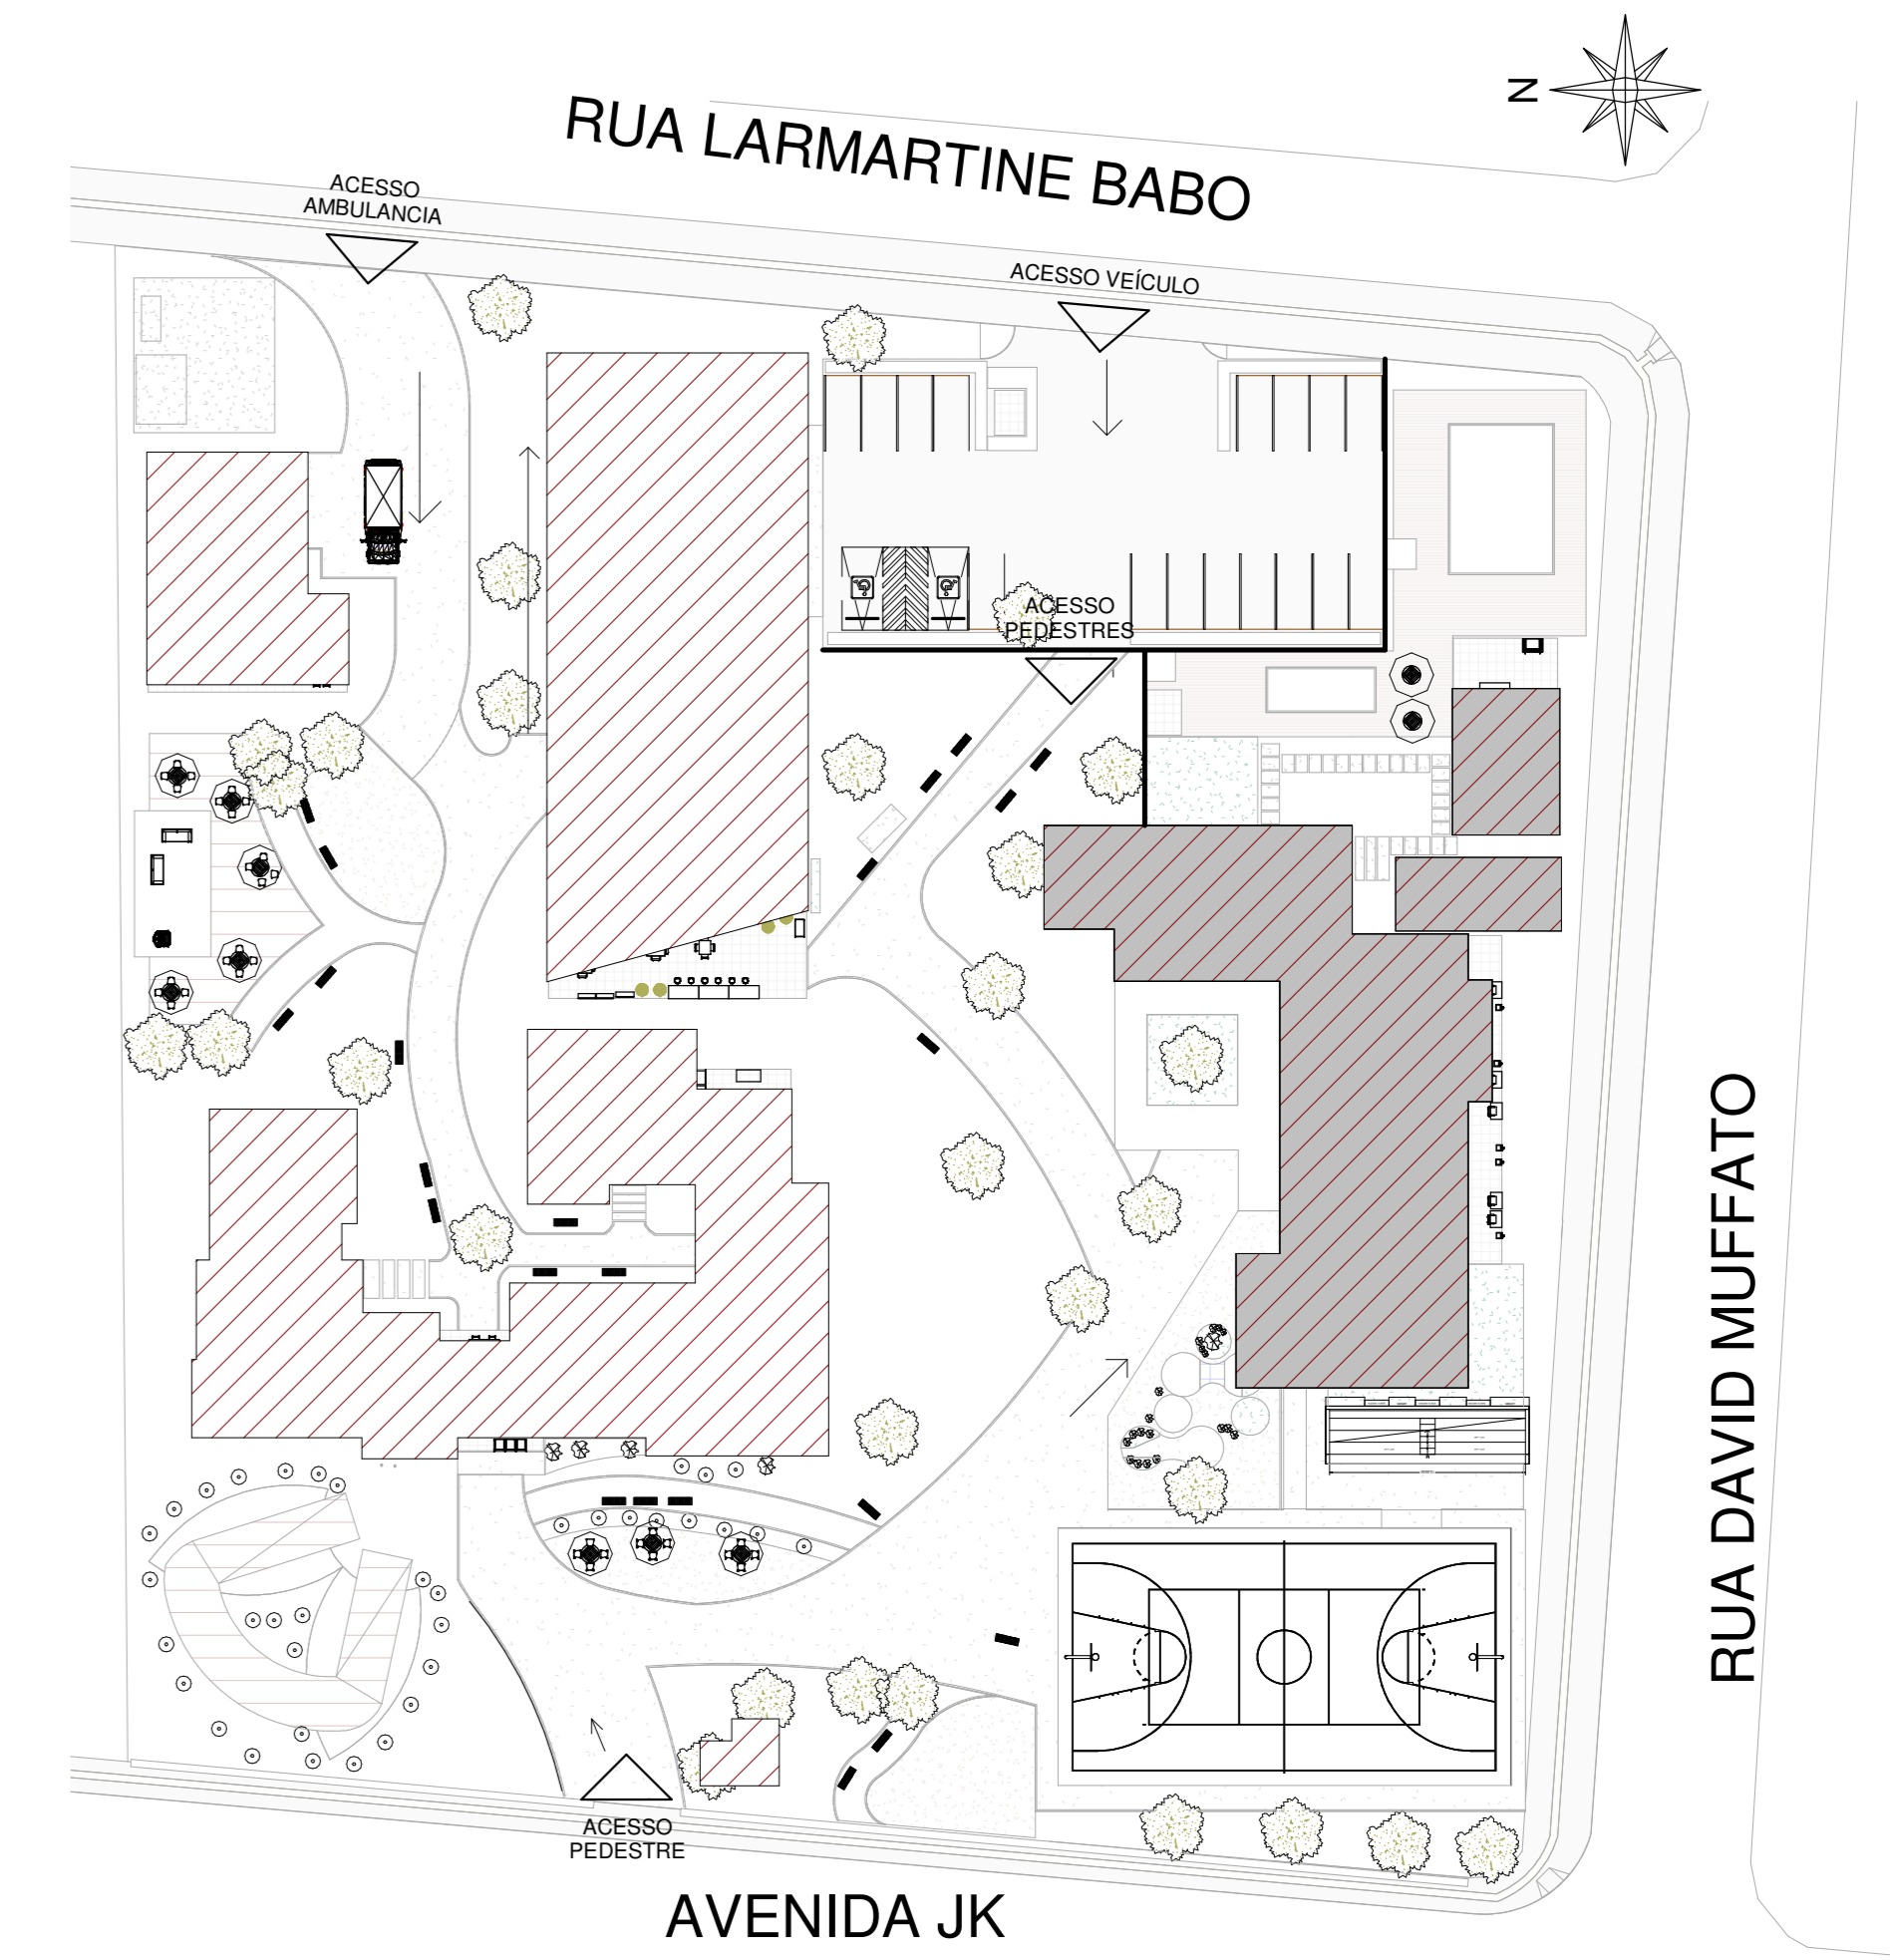 N
RUA LARMARTINE BABO
ACESSO
AMBULANCIA
ACESSO VEÍCULO
ACESSO
PEDESTRES
RUA DAVID MUFFATO
ACESSO
PEDESTRE
AVENIDA JK